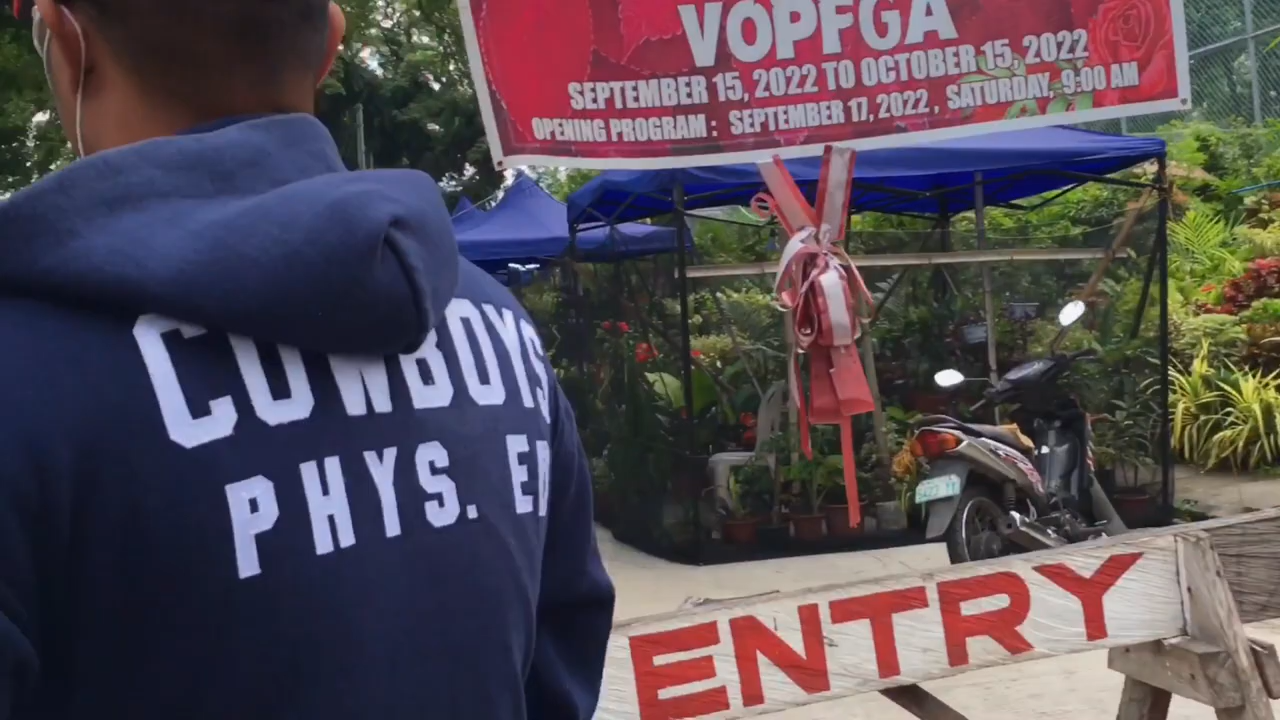 VOPFGA
SEPTEMBER 15, 2022 TO OCTOBER 15, 2022
OPENING PROGRAM : SEPTEMBER 17, 2022 , SATURDAY, 9:00 AM
COWBOYS
PHYS. ED
ENTRY